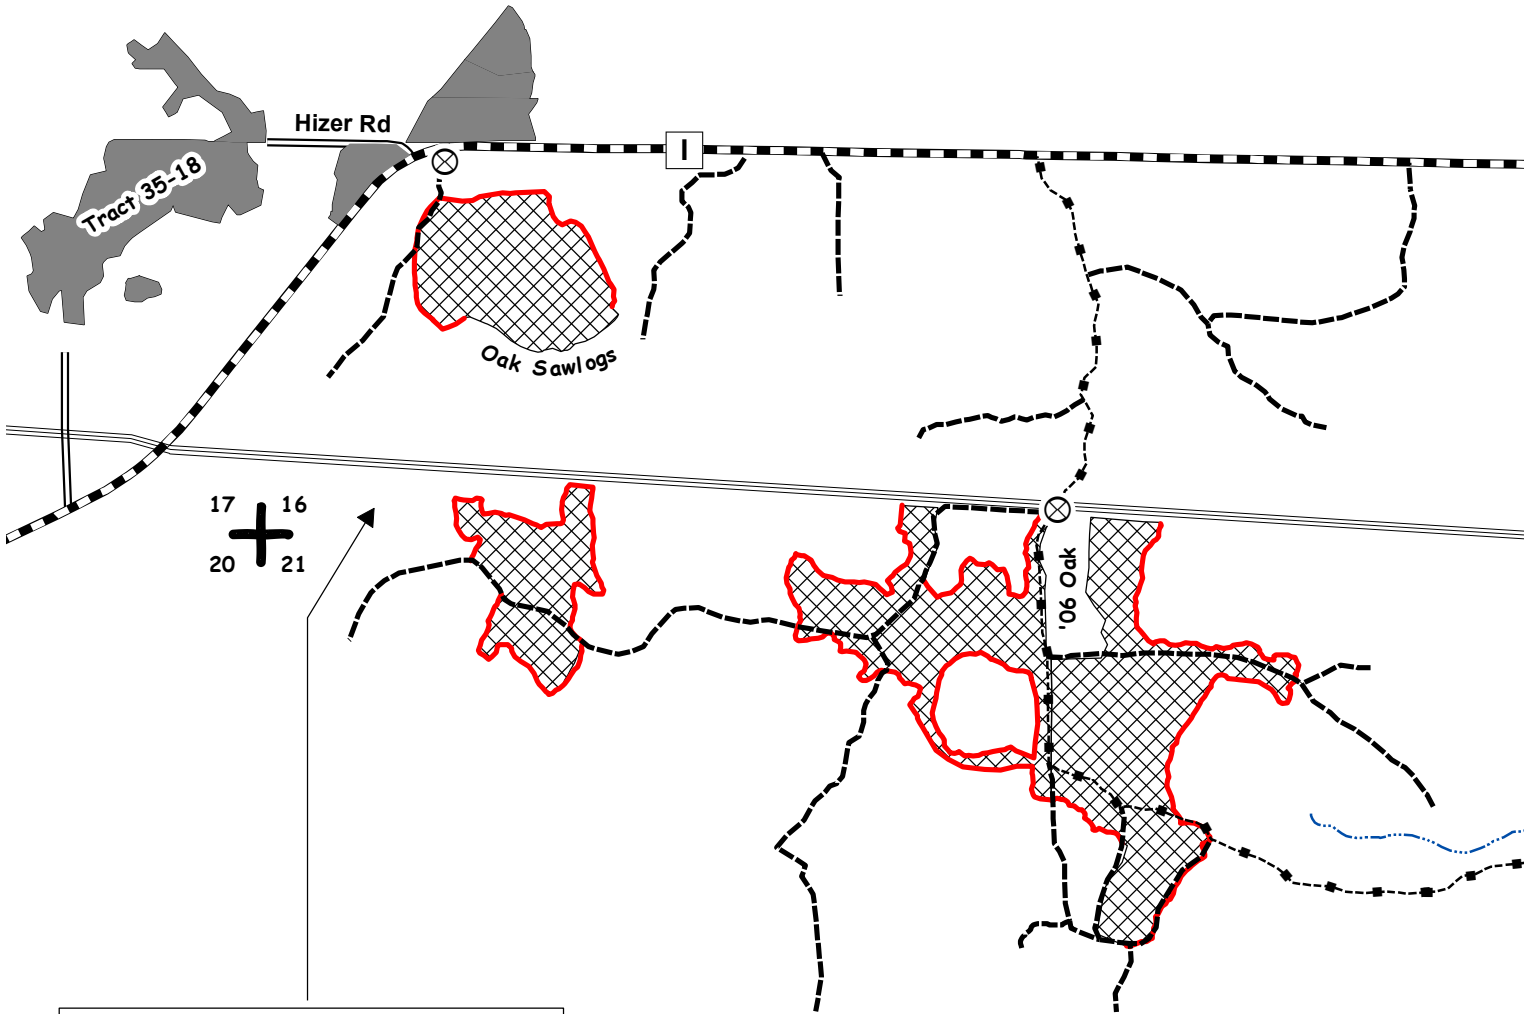 Hizer Rd
I
Tract 35-18
Oak Sawlogs
17 16
20 21
'06 Oak